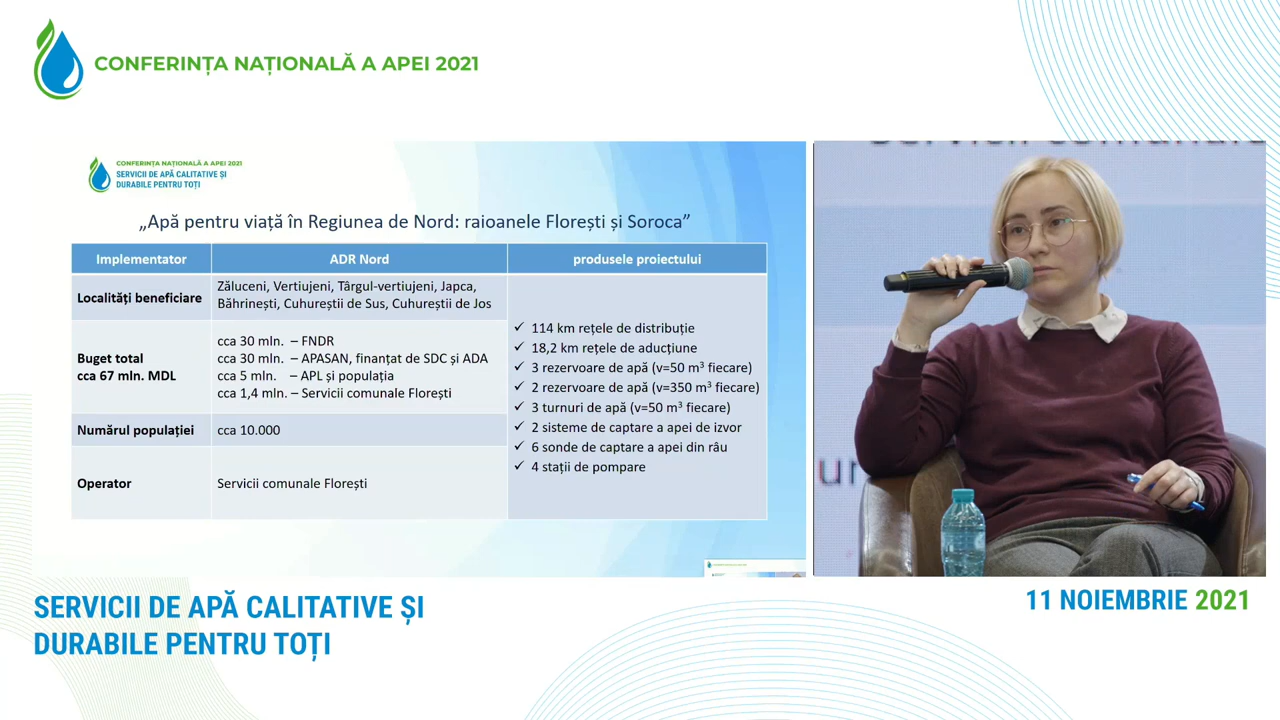 CONFERINȚA NAȚIONALĂ A APEI 2021
CONFERINȚA NAȚIONALĂ A APEI 2021
SERVICII DE APĂ CALITATIVE ȘI
DURABILE PENTRU TOȚI
„Apă pentru viață în Regiunea de Nord: raioanele Florești și Soroca”
Implementator
ADR Nord
produsele proiectului
Localități beneficiare
Zăluceni, Vertiujeni, Târgul-vertiujeni, Japca,
Băhrinești, Cuhureștii de Sus, Cuhureștii de Jos
Buget total
cca 67 mln. MDL
cca 30 mln. – FNDR
cca 30 mln. – APASAN, finanțat de SDC și ADA
cca 5 mln. – APL și populația
cca 1,4 mln. – Servicii comunale Florești
Numărul populației
cca 10.000
Operator
Servicii comunale Florești
✓ 114 km rețele de distribuție
✓ 18,2 km rețele de aducțiune
✓ 3 rezervoare de apă (v=50 m³ fiecare)
✓ 2 rezervoare de apă (v=350 m³ fiecare)
✓ 3 turnuri de apă (v=50 m³ fiecare)
✓ 2 sisteme de captare a apei de izvor
✓ 6 sonde de captare a apei din râu
✓ 4 stații de pompare
SERVICII DE APĂ CALITATIVE ȘI
DURABILE PENTRU TOȚI
11 NOIEMBRIE 2021